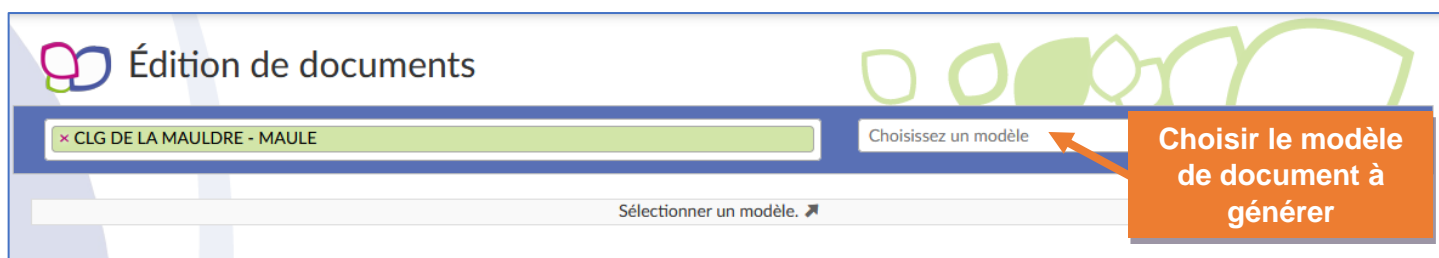 Édition de documents
× CLG DE LA MAULDRE - MAULE
Choisissez un modèle
Choisir le modèle
de document à
générer
Sélectionner un modèle.